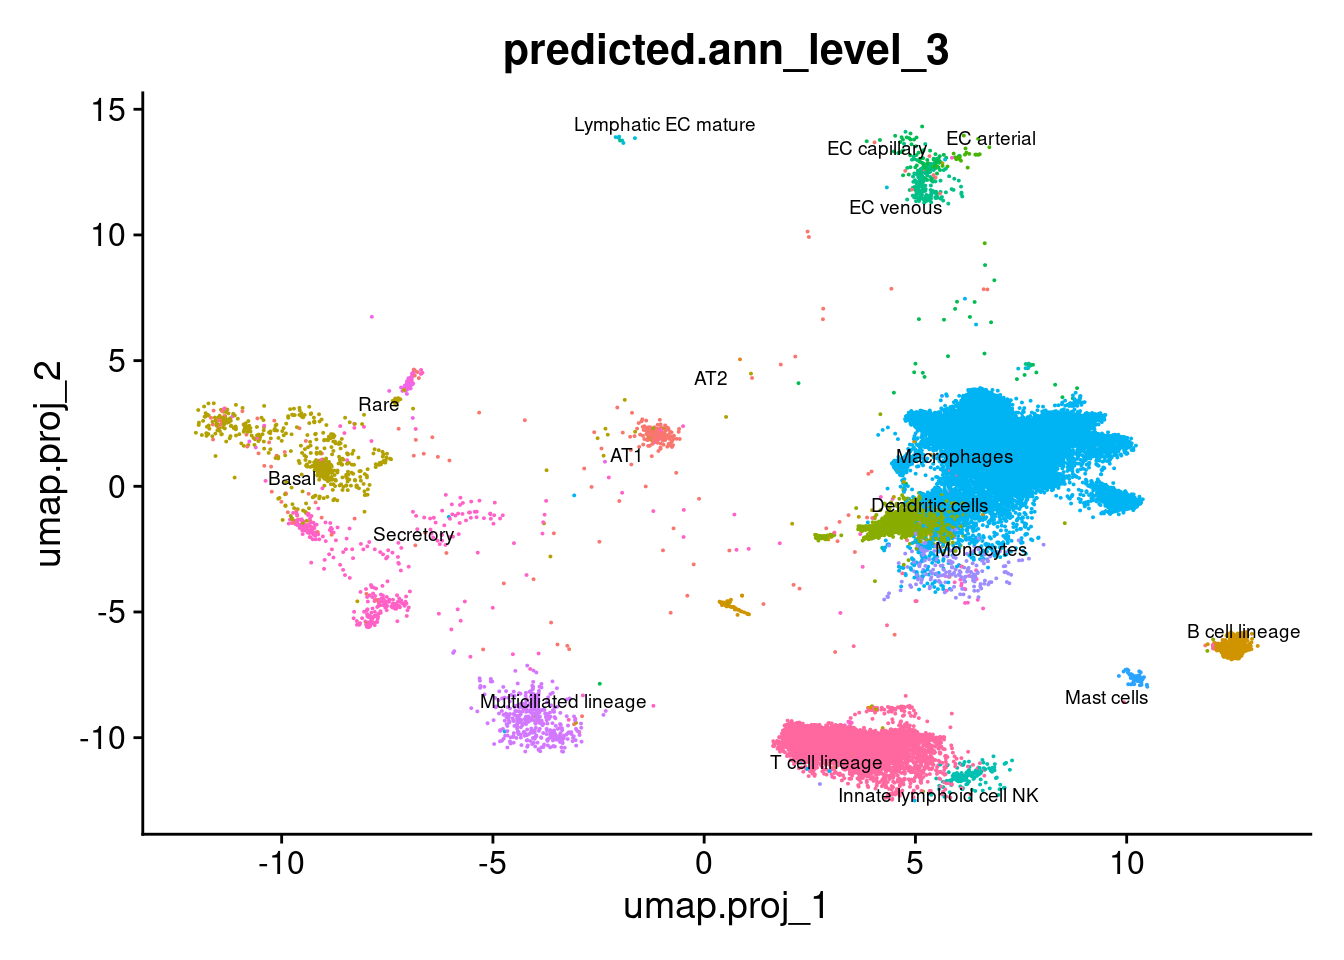 predicted.ann_level_3
15
Lymphatic EC mature
EC arterial
EC capillary
EC venous
10
5
AT2
Rare
AT1
Macrophages
Basal
0
Dendritic cells
Secretory
Monocytes
-5
B cell lineage
Mast cells
Multiciliated lineage
-10
T cell lineage
Innate lymphoid cell NK
umap.proj_2
-10 -5 0 5 10
umap.proj_1